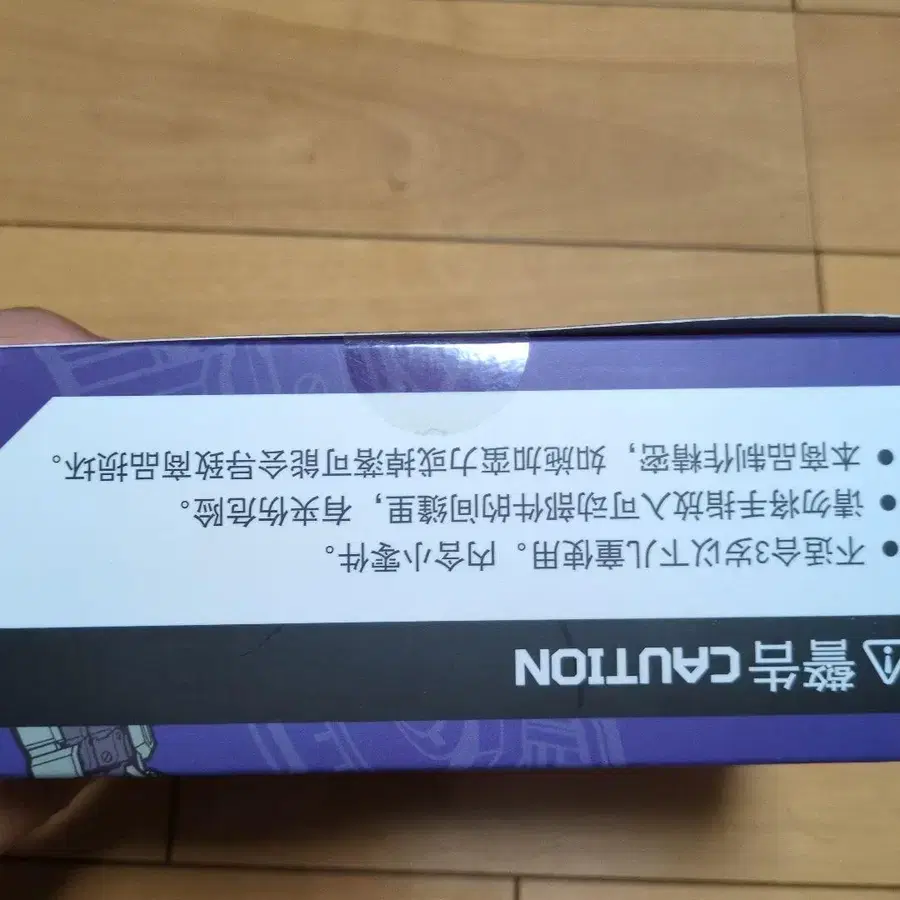 警告 CAUTION
● 不适合3岁以下儿童使用。内含小零件。
● 请勿将手指放入可动部件的间缝里，有夹伤危险。
● 本商品制作精密，如施加蛮力或掉落可能会导致商品损坏。